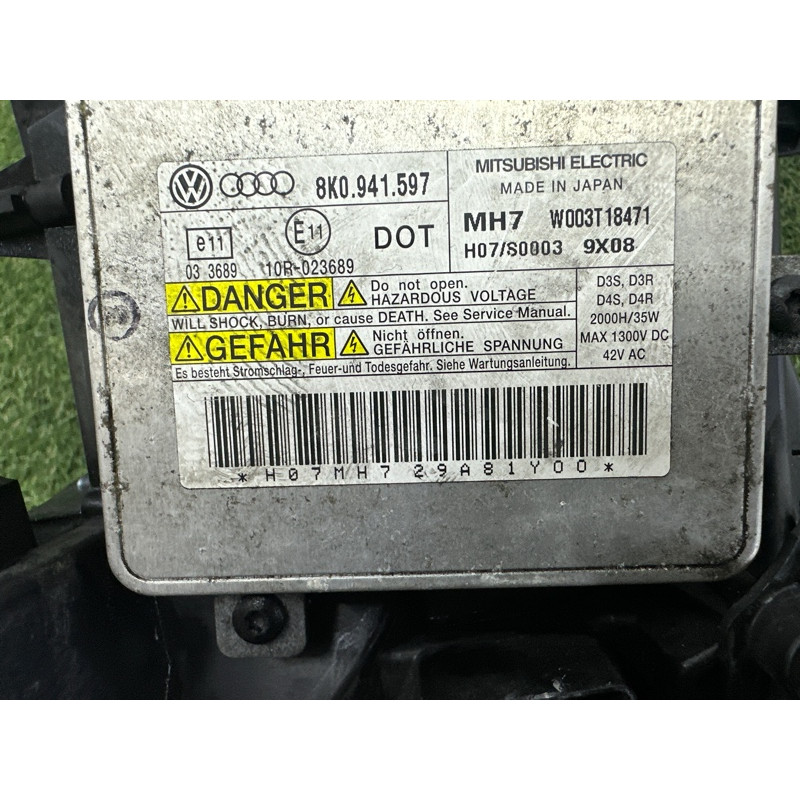 8K0.941.597
MITSUBISHI ELECTRIC
MADE IN JAPAN
e11
E11
DOT
MH7 W003T18471
03 3689 10R-023689
H07/S0003 9X08
DANGER
Do not open.
HAZARDOUS VOLTAGE
WILL SHOCK, BURN, or cause DEATH. See Service Manual.
GEFAHR
Nicht öffnen.
GEFÄHRLICHE SPANNUNG
Es besteht Stromschlag-, Feuer-und Todesgefahr. Siehe Wartungsanleitung.
D3S, D3R
D4S, D4R
2000H/35W
MAX 1300V DC
42V AC
*H07MH729A81Y00*